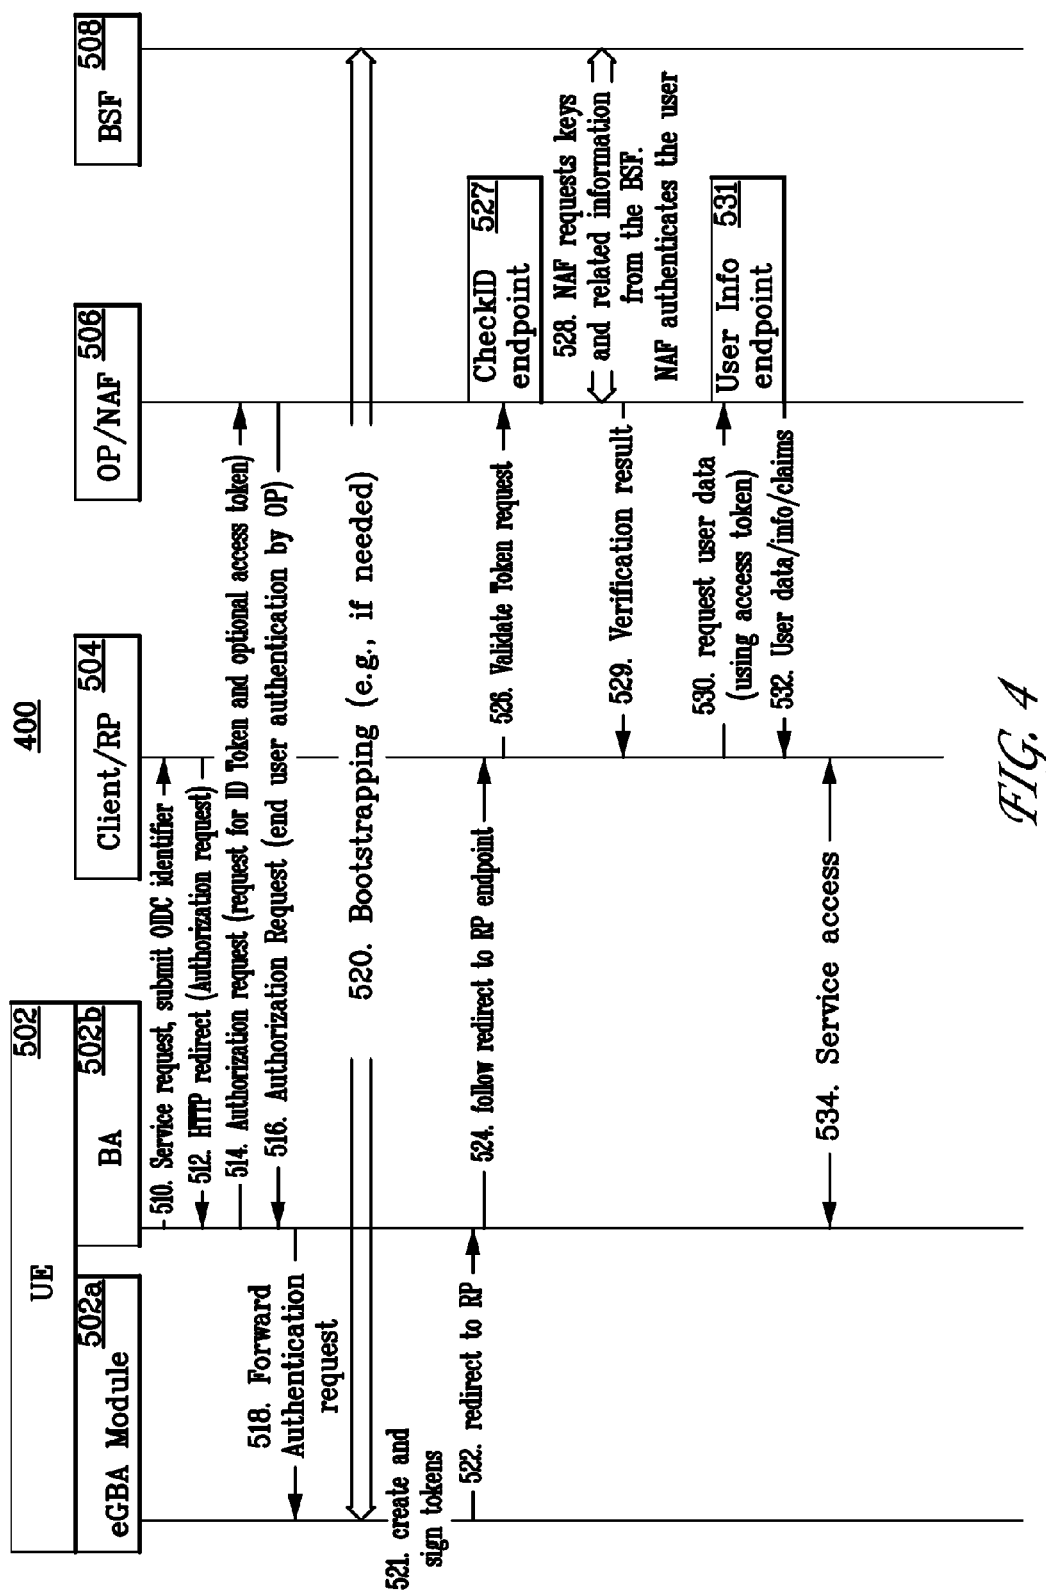 400
UE 502
eGBA Module 502a
BA 502b
Client/RP 504
OP/NAF 506
BSF 508
510. Service request, submit OIDC identifier
512. HTTP redirect (Authorization request)
514. Authorization request (request for ID Token and optional access token)
516. Authorization Request (end user authentication by OP)
518. Forward
Authentication
request
520. Bootstrapping (e.g., if needed)
521. create and
sign tokens
522. redirect to RP
524. follow redirect to RP endpoint
526. Validate Token request
CheckID 527
endpoint
528. NAF requests keys
and related information
from the BSF.
NAF authenticates the user
529. Verification result
530. request user data
(using access token)
User Info 531
endpoint
532. User data/info/claims
534. Service access
FIG. 4